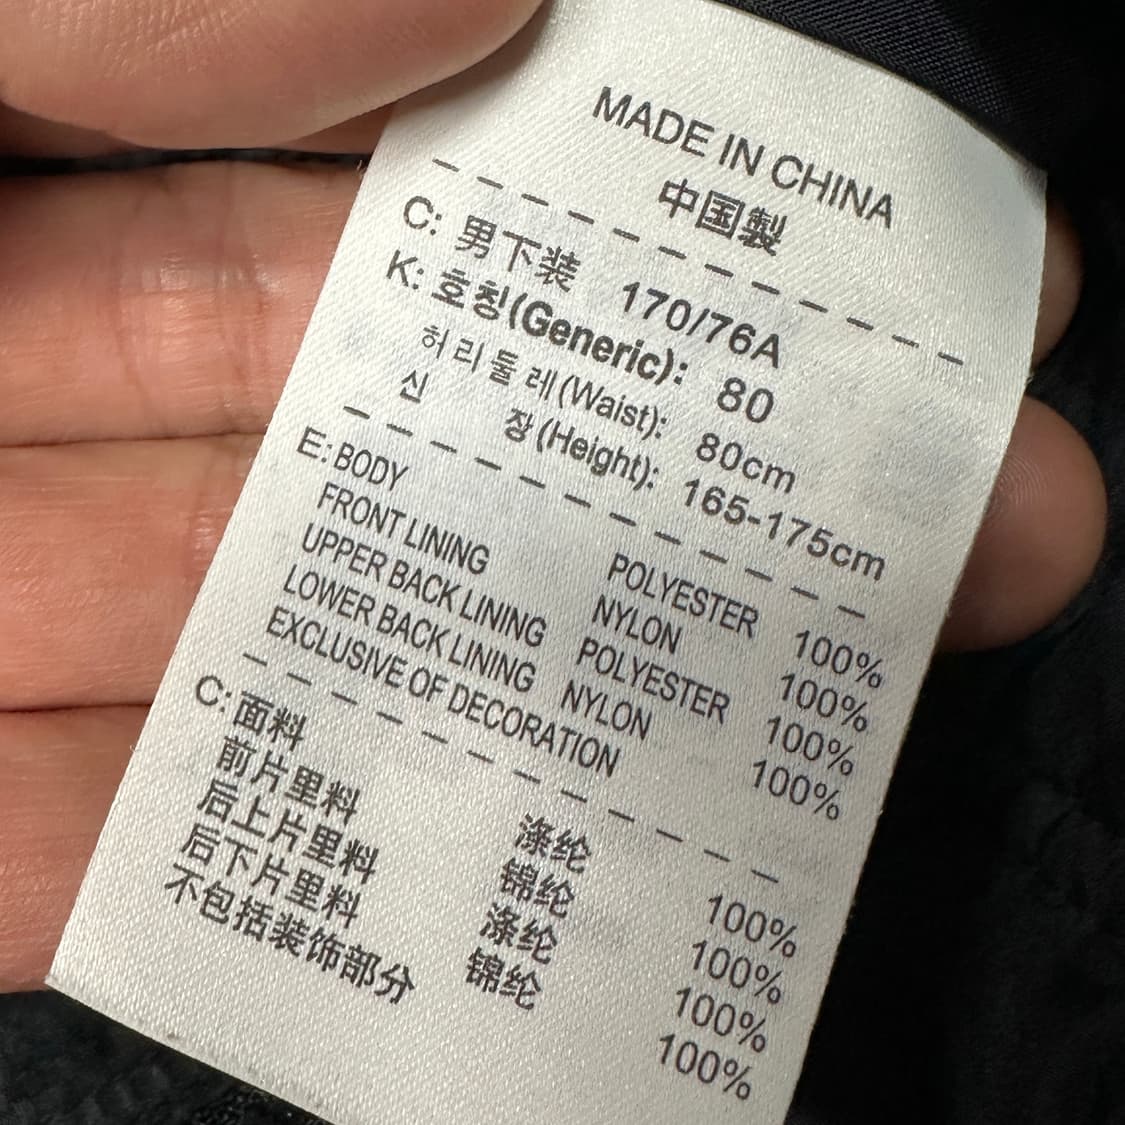 MADE IN CHINA
中国製
C: 男下装 170/76A
K: 호칭(Generic): 80
허리둘레(Waist): 80cm
신 장(Height): 165-175cm
E: BODY POLYESTER 100%
FRONT LINING NYLON 100%
UPPER BACK LINING POLYESTER 100%
LOWER BACK LINING NYLON 100%
EXCLUSIVE OF DECORATION
C: 面料 涤纶 100%
前片里料 锦纶 100%
后上片里料 涤纶 100%
后下片里料 锦纶 100%
不包括装饰部分